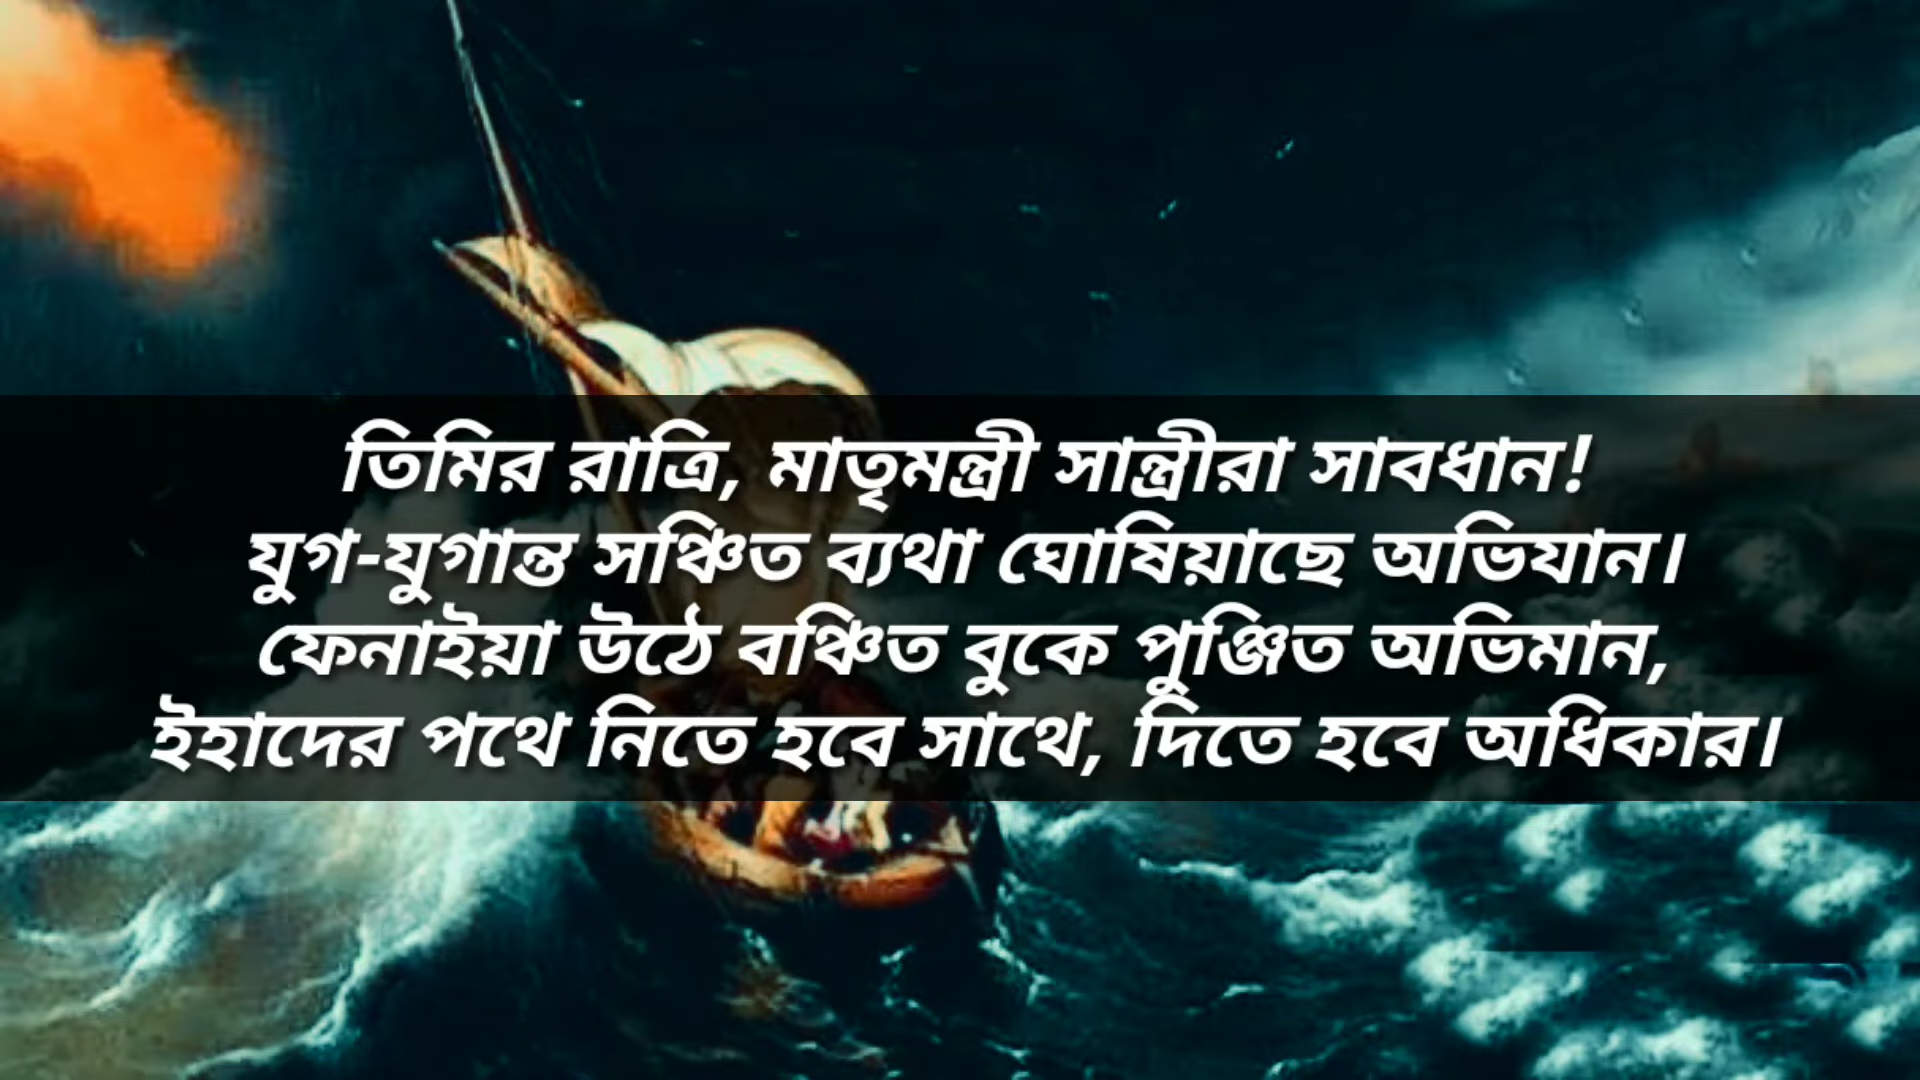 তিমির রাত্রি, মাতৃমন্ত্রী সান্ত্রীরা সাবধান!
যুগ-যুগান্ত সঞ্চিত ব্যথা ঘোষিয়াছে অভিযান।
ফেনাইয়া উঠে বঞ্চিত বুকে পুঞ্জিত অভিমান,
ইহাদের পথে নিতে হবে সাথে, দিতে হবে অধিকার।